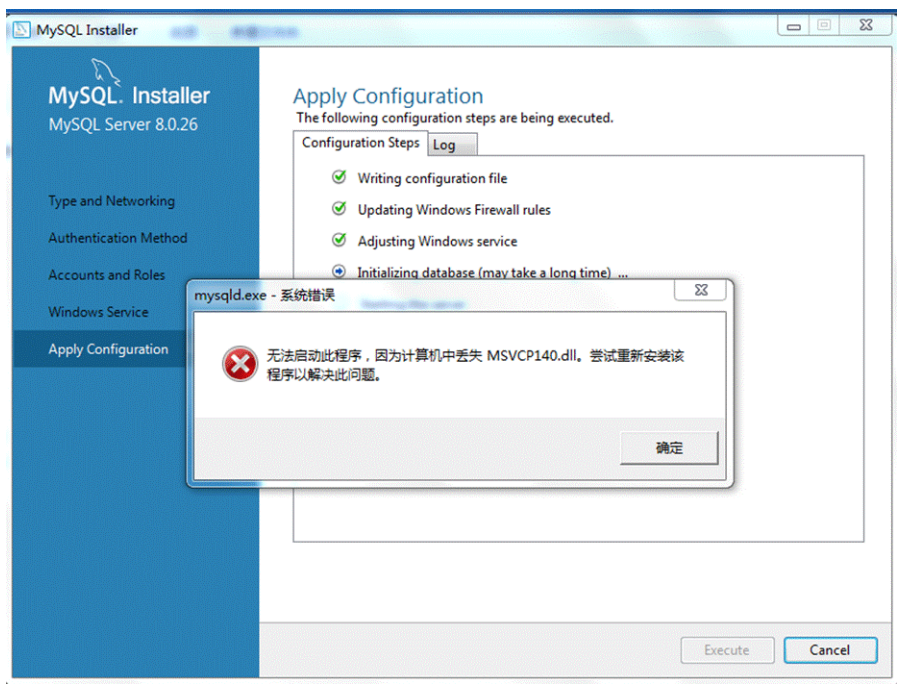 MySQL Installer
MySQL. Installer
MySQL Server 8.0.26
Type and Networking
Authentication Method
Accounts and Roles
Windows Service
Apply Configuration
Apply Configuration
The following configuration steps are being executed.
Configuration Steps
Log
Writing configuration file
Updating Windows Firewall rules
Adjusting Windows service
Initializing database (may take a long time) ...
mysqld.exe - 系统错误
无法启动此程序，因为计算机中丢失 MSVCP140.dll。尝试重新安装该
程序以解决此问题。
确定
Execute
Cancel